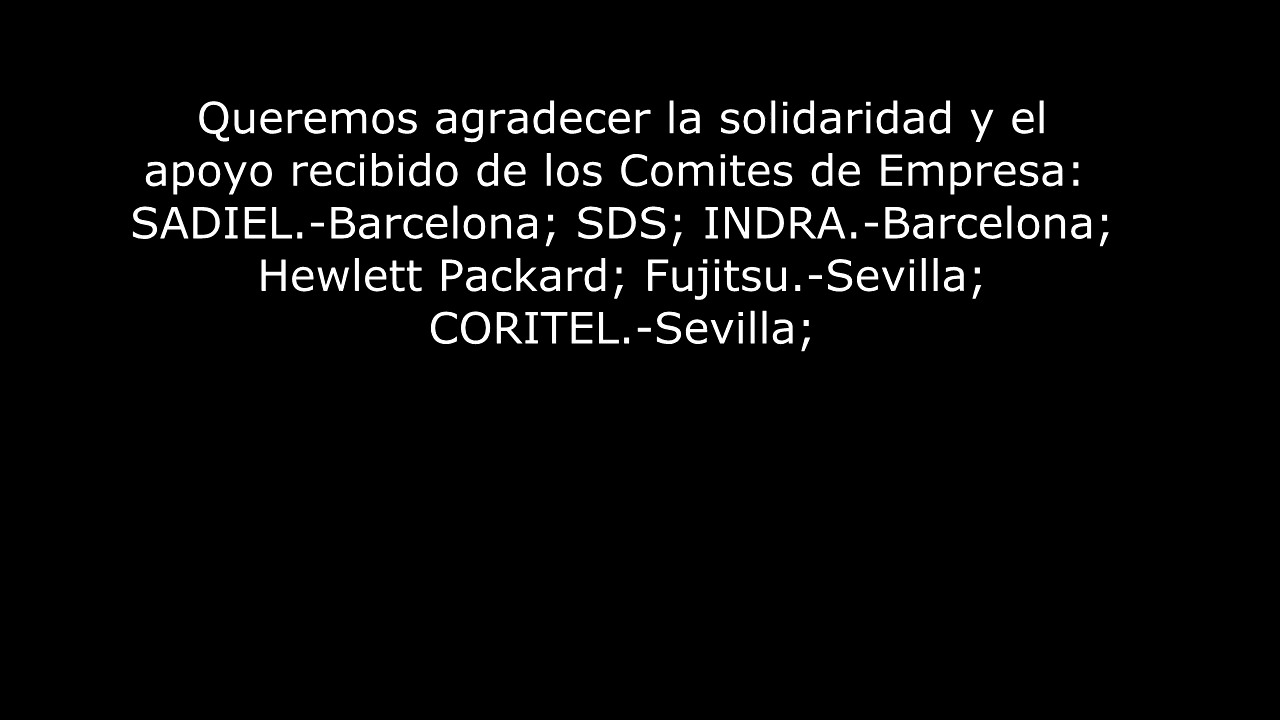 Queremos agradecer la solidaridad y el
apoyo recibido de los Comites de Empresa:
SADIEL.-Barcelona; SDS; INDRA.-Barcelona;
Hewlett Packard; Fujitsu.-Sevilla;
CORITEL.-Sevilla;